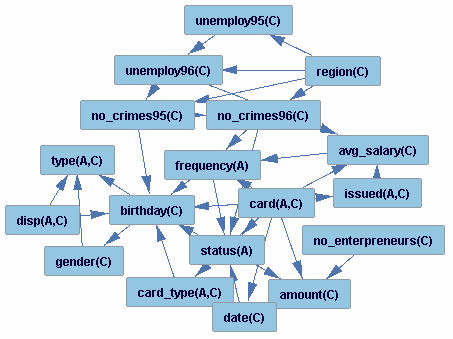 unemploy95(C)
unemploy96(C)
region(C)
no_crimes95(C)
no_crimes96(C)
avg_salary(C)
type(A,C)
frequency(A)
issued(A,C)
disp(A,C)
birthday(C)
card(A,C)
no_enterpreneurs(C)
gender(C)
status(A)
card_type(A,C)
amount(C)
date(C)